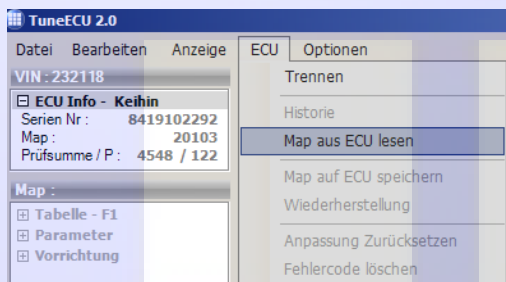 TuneECU 2.0
Datei Bearbeiten Anzeige ECU Optionen
VIN : 232118
ECU Info - Keihin
Serien Nr : 8419102292
Map : 20103
Prüfsumme / P : 4548 / 122
Map :
Tabelle - F1
Parameter
Vorrichtung
Trennen
Historie
Map aus ECU lesen
Map auf ECU speichern
Wiederherstellung
Anpassung Zurücksetzen
Fehlercode löschen